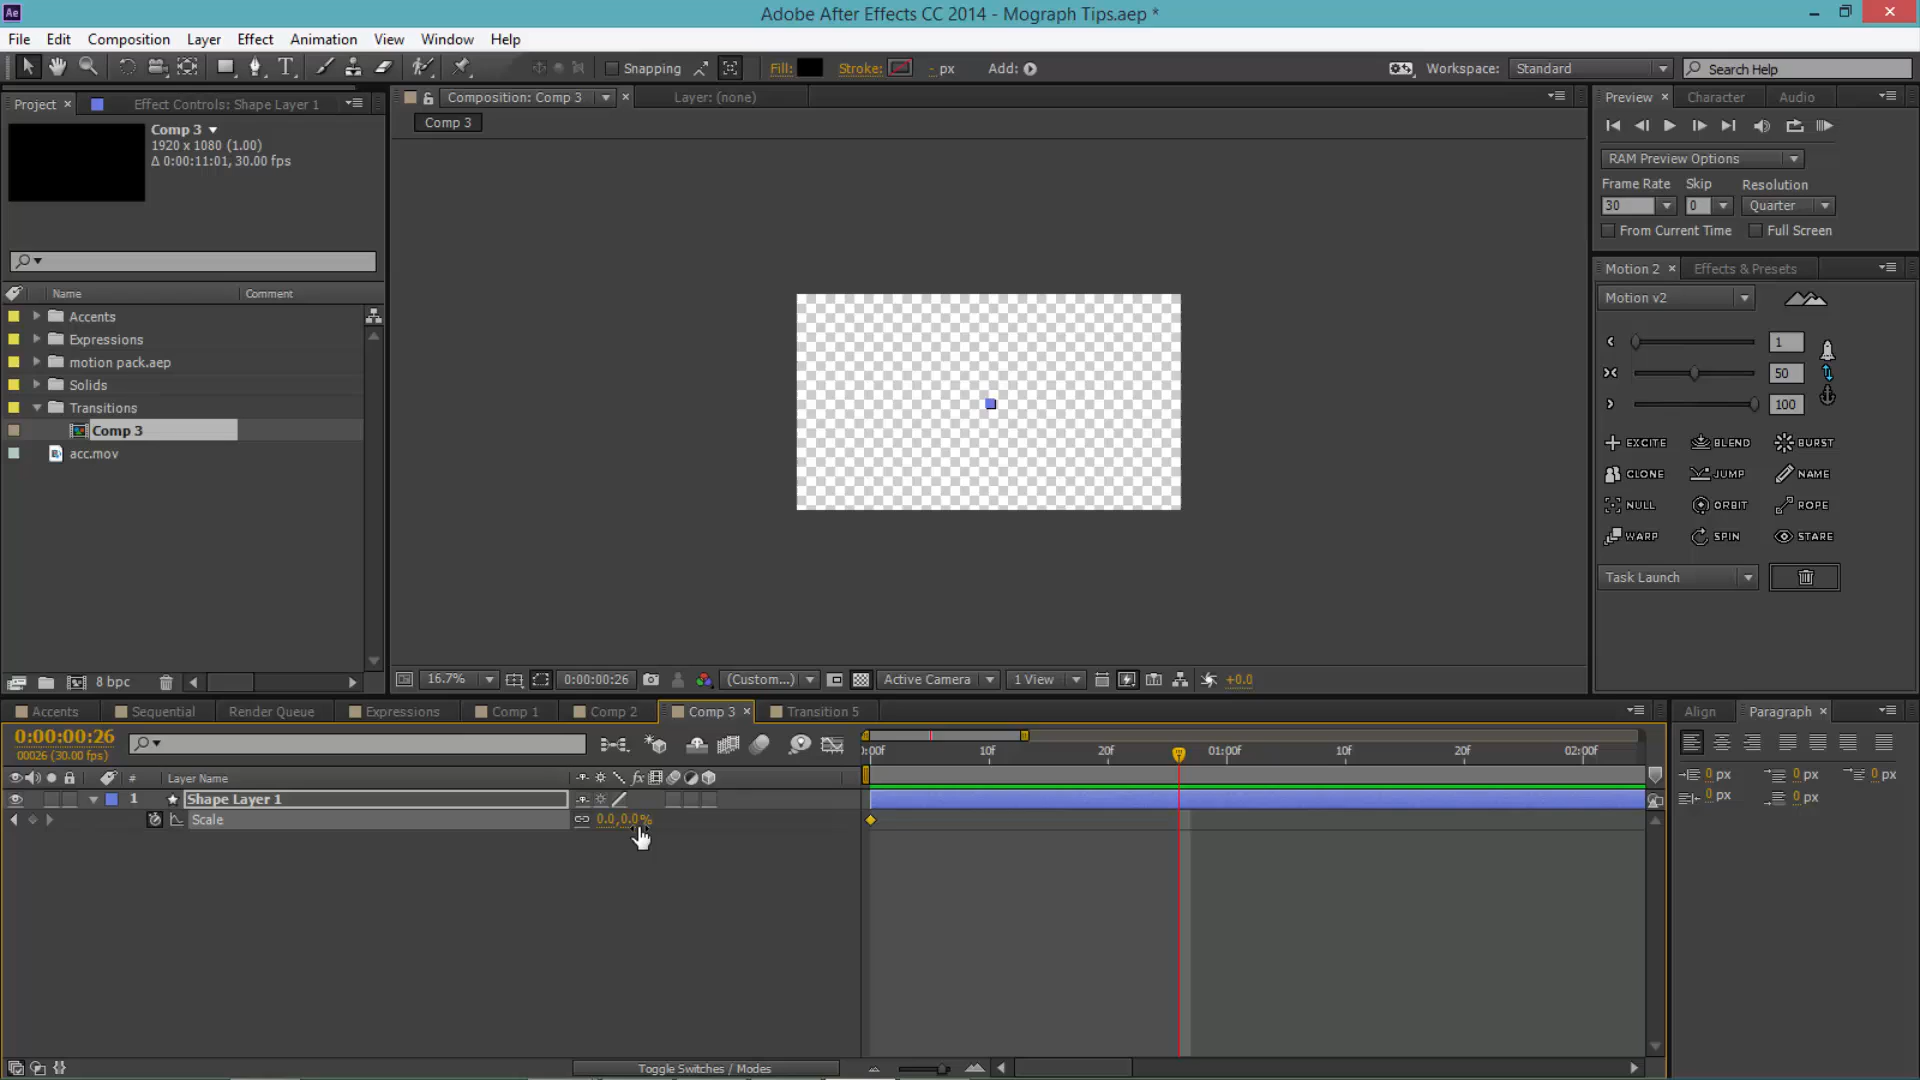 Ae
Adobe After Effects CC 2014 - Mograph Tips.aep *
File Edit Composition Layer Effect Animation View Window Help
Snapping Fill: Stroke: - px Add: Workspace: Standard Search Help
Project × Effect Controls: Shape Layer 1
Comp 3
1920 x 1080 (1.00)
Δ 0:00:11:01, 30.00 fps
Name Comment
Accents
Expressions
motion pack.aep
Solids
Transitions
Comp 3
acc.mov
8 bpc
Composition: Comp 3 × Layer: (none)
Comp 3
16.7% 0:00:00:26 (Custom...) Active Camera 1 View +0.0
Preview × Character Audio
RAM Preview Options
Frame Rate Skip Resolution
30 0 Quarter
From Current Time Full Screen
Motion 2 × Effects & Presets
Motion v2
1
50
100
EXCITE BLEND BURST
CLONE JUMP NAME
NULL ORBIT ROPE
WARP SPIN STARE
Task Launch
Accents Sequential Render Queue Expressions Comp 1 Comp 2 Comp 3 × Transition 5
0:00:00:26
00026 (30.00 fps)
:00f 10f 20f 01:00f 10f 20f 02:00f
# Layer Name fx
1 Shape Layer 1
Scale 0.0,0.0%
Toggle Switches / Modes
Align Paragraph ×
0 px 0 px 0 px
0 px 0 px